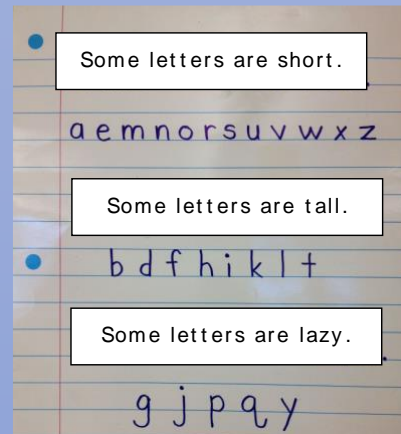 Some letters are short.
a e m n o r s u v w x z
Some letters are tall.
b d f h i k l t
Some letters are lazy.
g j p q y